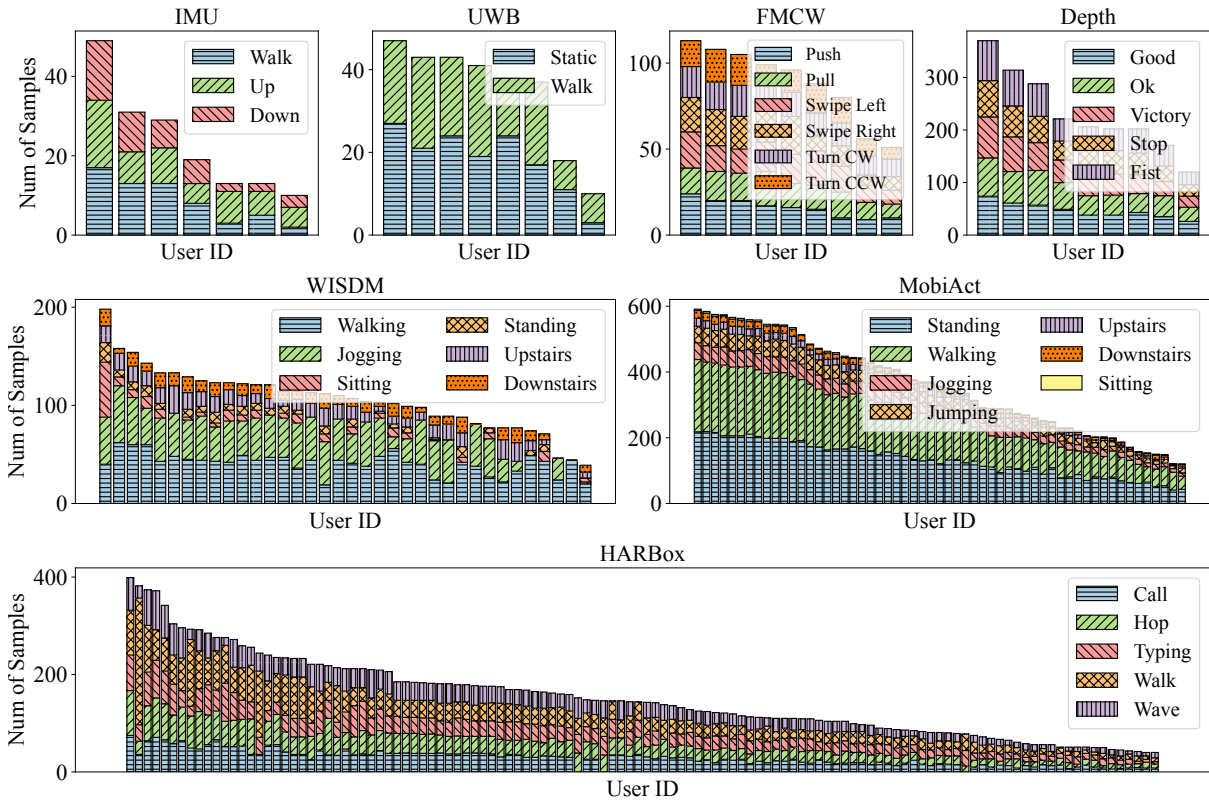 IMU
UWB
FMCW
Depth
Num of Samples
40
20
0
Walk
Up
Down
User ID
40
20
0
Static
Walk
User ID
100
50
0
Push
Pull
Swipe Left
Swipe Right
Turn CW
Turn CCW
User ID
300
200
100
0
Good
Ok
Victory
Stop
Fist
User ID
WISDM
MobiAct
Num of Samples
200
100
0
Walking
Jogging
Sitting
Standing
Upstairs
Downstairs
User ID
600
400
200
0
Standing
Walking
Jogging
Jumping
Upstairs
Downstairs
Sitting
User ID
HARBox
Num of Samples
400
200
0
Call
Hop
Typing
Walk
Wave
User ID